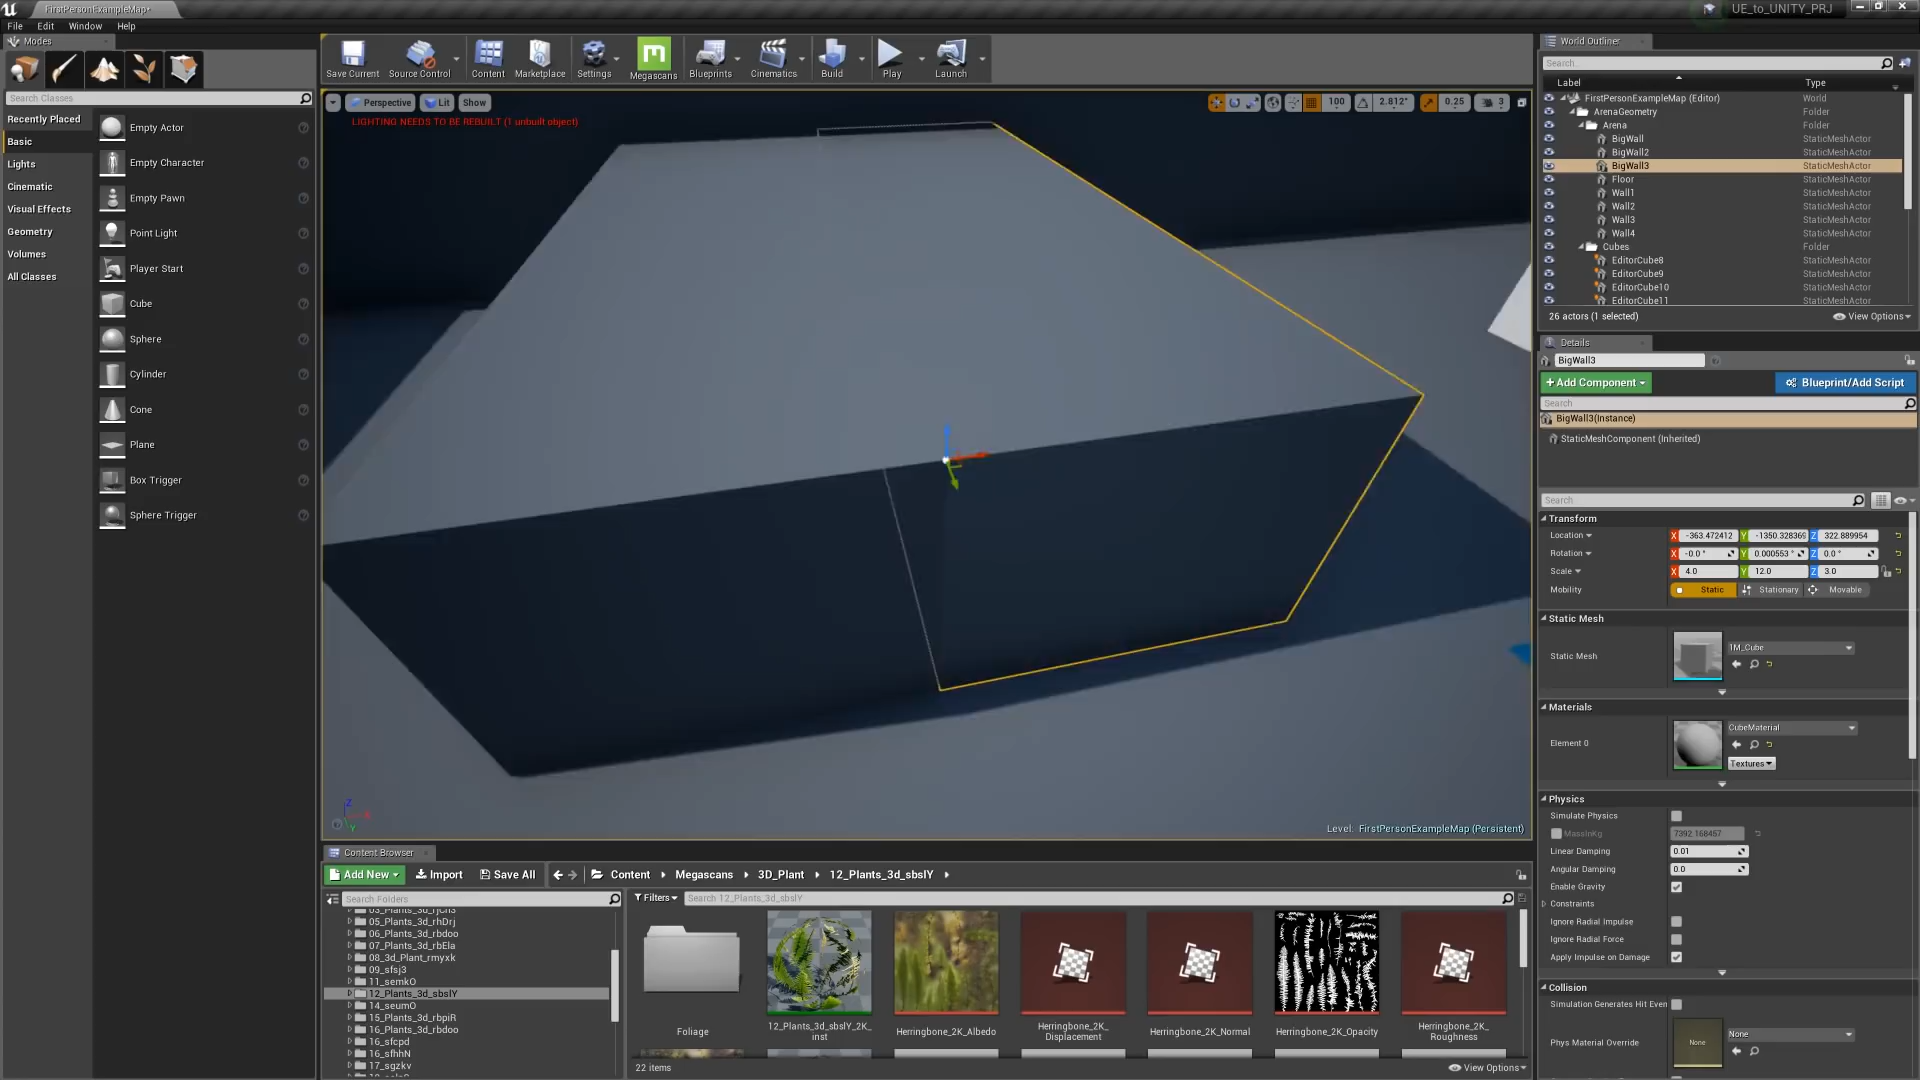 FirstPersonExampleMap*
UE_to_UNITY_PRJ
File Edit Window Help
Modes
Search Classes
Recently Placed
Basic
Lights
Cinematic
Visual Effects
Geometry
Volumes
All Classes
Empty Actor
Empty Character
Empty Pawn
Point Light
Player Start
Cube
Sphere
Cylinder
Cone
Plane
Box Trigger
Sphere Trigger
Save Current Source Control Content Marketplace Settings Megascans Blueprints Cinematics Build Play Launch
Perspective Lit Show
100 2.812° 0.25 3
LIGHTING NEEDS TO BE REBUILT (1 unbuilt object)
Level: FirstPersonExampleMap (Persistent)
World Outliner
Search...
Label Type
FirstPersonExampleMap (Editor) World
ArenaGeometry Folder
Arena Folder
BigWall StaticMeshActor
BigWall2 StaticMeshActor
BigWall3 StaticMeshActor
Floor StaticMeshActor
Wall1 StaticMeshActor
Wall2 StaticMeshActor
Wall3 StaticMeshActor
Wall4 StaticMeshActor
Cubes Folder
EditorCube8 StaticMeshActor
EditorCube9 StaticMeshActor
EditorCube10 StaticMeshActor
EditorCube11 StaticMeshActor
26 actors (1 selected) View Options
Details
BigWall3
+Add Component Blueprint/Add Script
Search
BigWall3(Instance)
StaticMeshComponent (Inherited)
Search
Transform
Location X -363.472412 Y -1350.328369 Z 322.889954
Rotation X -0.0 ° Y 0.000553 ° Z 0.0 °
Scale X 4.0 Y 12.0 Z 3.0
Mobility Static Stationary Movable
Static Mesh
Static Mesh 1M_Cube
Materials
Element 0 CubeMaterial
Textures
Physics
Simulate Physics
MassInKg 7392.168457
Linear Damping 0.01
Angular Damping 0.0
Enable Gravity
Constraints
Ignore Radial Impulse
Ignore Radial Force
Apply Impulse on Damage
Collision
Simulation Generates Hit Even
Phys Material Override None None
Content Browser
Add New Import Save All Content Megascans 3D_Plant 12_Plants_3d_sbslY
Search Folders
Filters Search 12_Plants_3d_sbslY
05_Plants_3d_rhDrj
06_Plants_3d_rbdoo
07_Plants_3d_rbEla
08_3d_Plant_rmyxk
09_sfsj3
11_semkO
12_Plants_3d_sbslY
14_seumO
15_Plants_3d_rbpiR
16_Plants_3d_rbdoo
16_sfcpd
16_sfhhN
17_sgzkv
Foliage
12_Plants_3d_sbslY_2K_
inst
Herringbone_2K_Albedo
Herringbone_2K_
Displacement
Herringbone_2K_Normal
Herringbone_2K_Opacity
Herringbone_2K_
Roughness
22 items View Options